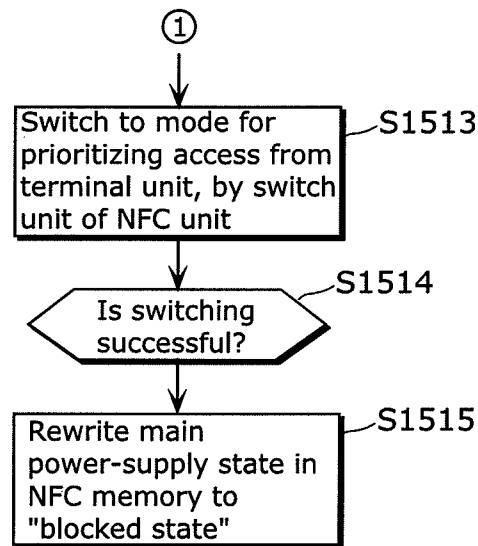 1
Switch to mode for
prioritizing access from
terminal unit, by switch
unit of NFC unit
S1513
Is switching
successful?
S1514
Rewrite main
power-supply state in
NFC memory to
"blocked state"
S1515